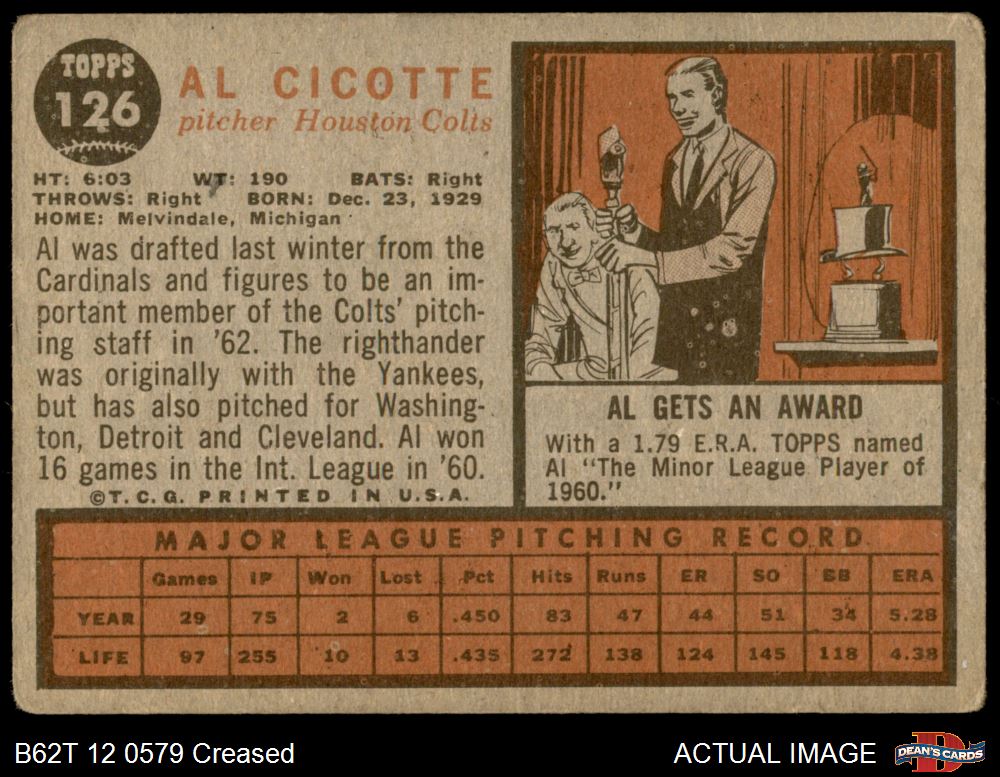 TOPPS
126
AL CICOTTE
pitcher Houston Colts
HT: 6:03 WT: 190 BATS: Right
THROWS: Right BORN: Dec. 23, 1929
HOME: Melvindale, Michigan
Al was drafted last winter from the
Cardinals and figures to be an im-
portant member of the Colts' pitch-
ing staff in '62. The righthander
was originally with the Yankees,
but has also pitched for Washing-
ton, Detroit and Cleveland. Al won
16 games in the Int. League in '60.
©T.C.G. PRINTED IN U.S.A.
AL GETS AN AWARD
With a 1.79 E.R.A. TOPPS named
Al "The Minor League Player of
1960."
MAJOR LEAGUE PITCHING RECORD
Games IP Won Lost Pct Hits Runs ER SO BB ERA
YEAR 29 75 2 6 .450 83 47 44 51 34 5.28
LIFE 97 255 10 13 .435 272 138 124 145 118 4.38
B62T 12 0579 Creased
ACTUAL IMAGE
DEAN'S CARDS